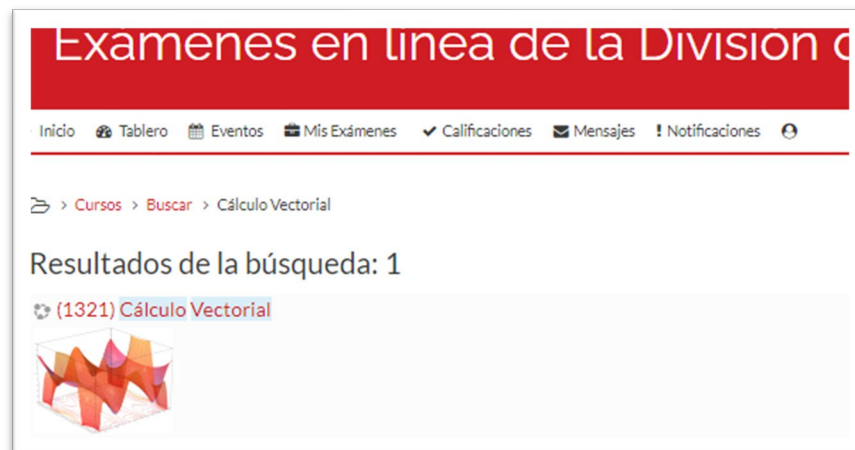 Exámenes en línea de la División
Inicio Tablero Eventos Mis Exámenes Calificaciones Mensajes Notificaciones
> Cursos > Buscar > Cálculo Vectorial
Resultados de la búsqueda: 1
(1321) Cálculo Vectorial